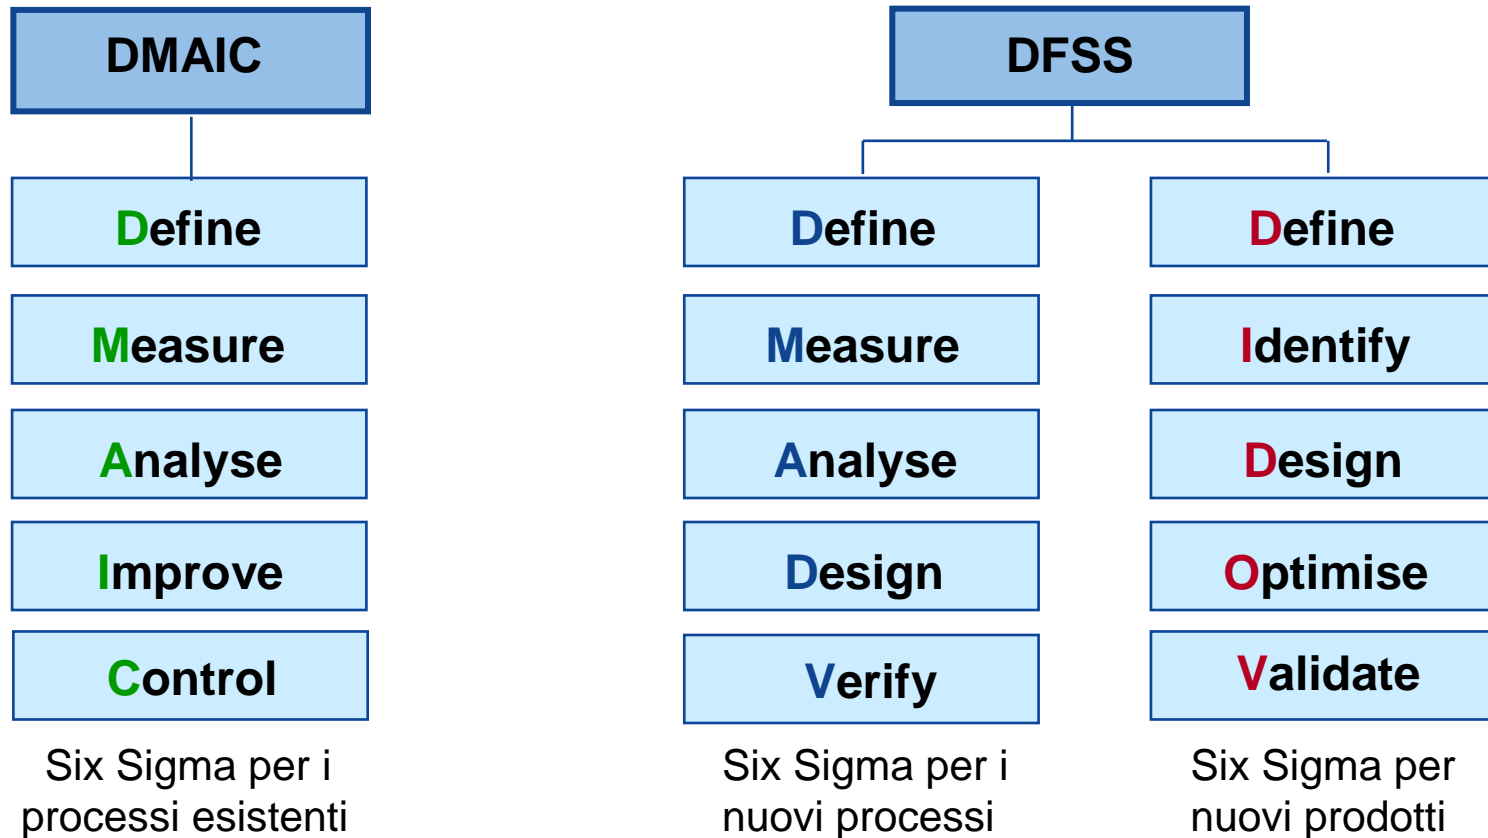 DMAIC
Define
Measure
Analyse
Improve
Control
Six Sigma per i
processi esistenti
DFSS
Define
Measure
Analyse
Design
Verify
Six Sigma per i
nuovi processi
Define
Identify
Design
Optimise
Validate
Six Sigma per
nuovi prodotti